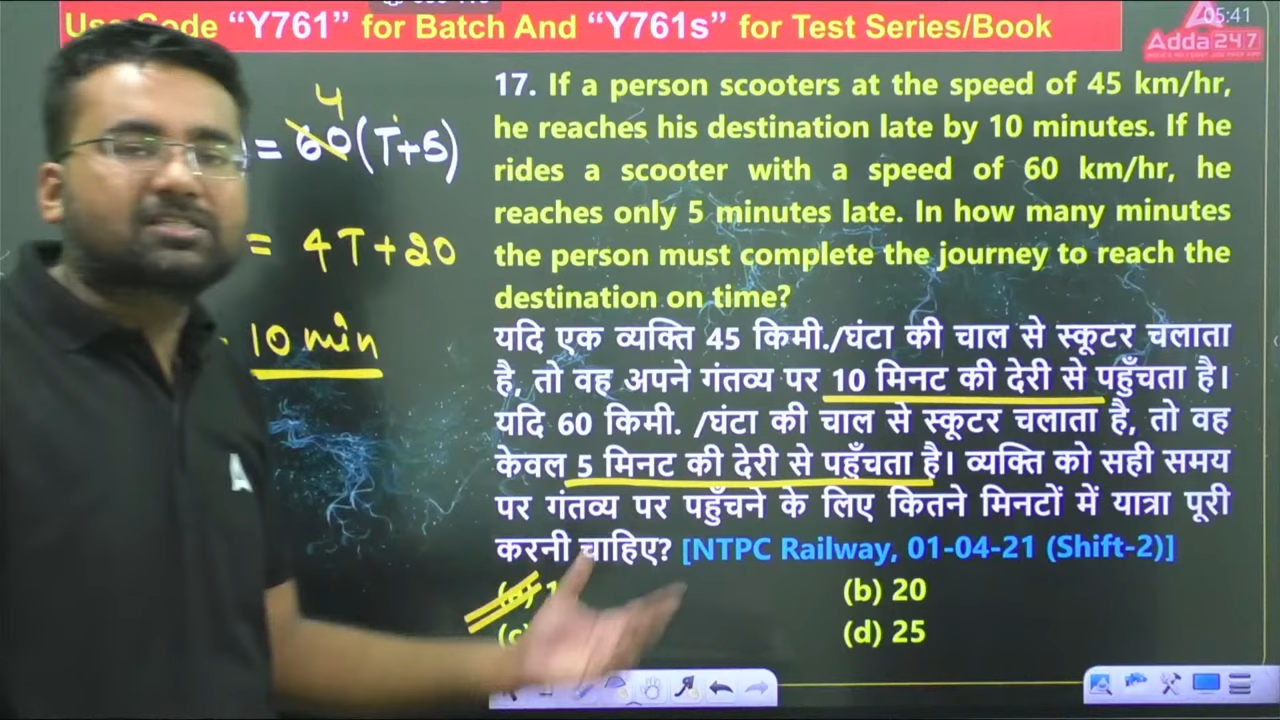 Use Code “Y761” for Batch And “Y761s” for Test Series/Book
05:41
Adda247
4
= 60(T+5)
= 4T+20
10 min
17. If a person scooters at the speed of 45 km/hr,
he reaches his destination late by 10 minutes. If he
rides a scooter with a speed of 60 km/hr, he
reaches only 5 minutes late. In how many minutes
the person must complete the journey to reach the
destination on time?
यदि एक व्यक्ति 45 किमी./घंटा की चाल से स्कूटर चलाता
है, तो वह अपने गंतव्य पर 10 मिनट की देरी से पहुँचता है।
यदि 60 किमी. /घंटा की चाल से स्कूटर चलाता है, तो वह
केवल 5 मिनट की देरी से पहुँचता है। व्यक्ति को सही समय
पर गंतव्य पर पहुँचने के लिए कितने मिनटों में यात्रा पूरी
करनी चाहिए? [NTPC Railway, 01-04-21 (Shift-2)]
(b) 20
(d) 25